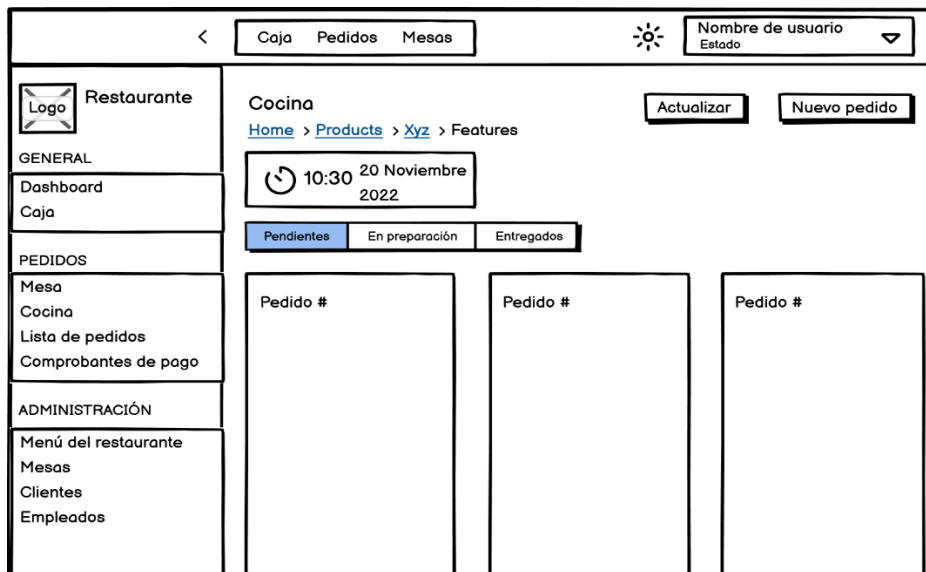 Caja Pedidos Mesas
Nombre de usuario
Estado
Logo
Restaurante
GENERAL
Dashboard
Caja
PEDIDOS
Mesa
Cocina
Lista de pedidos
Comprobantes de pago
ADMINISTRACIÓN
Menú del restaurante
Mesas
Clientes
Empleados
Cocina
Home > Products > Xyz > Features
Actualizar
Nuevo pedido
10:30
20 Noviembre
2022
Pendientes
En preparación
Entregados
Pedido #
Pedido #
Pedido #